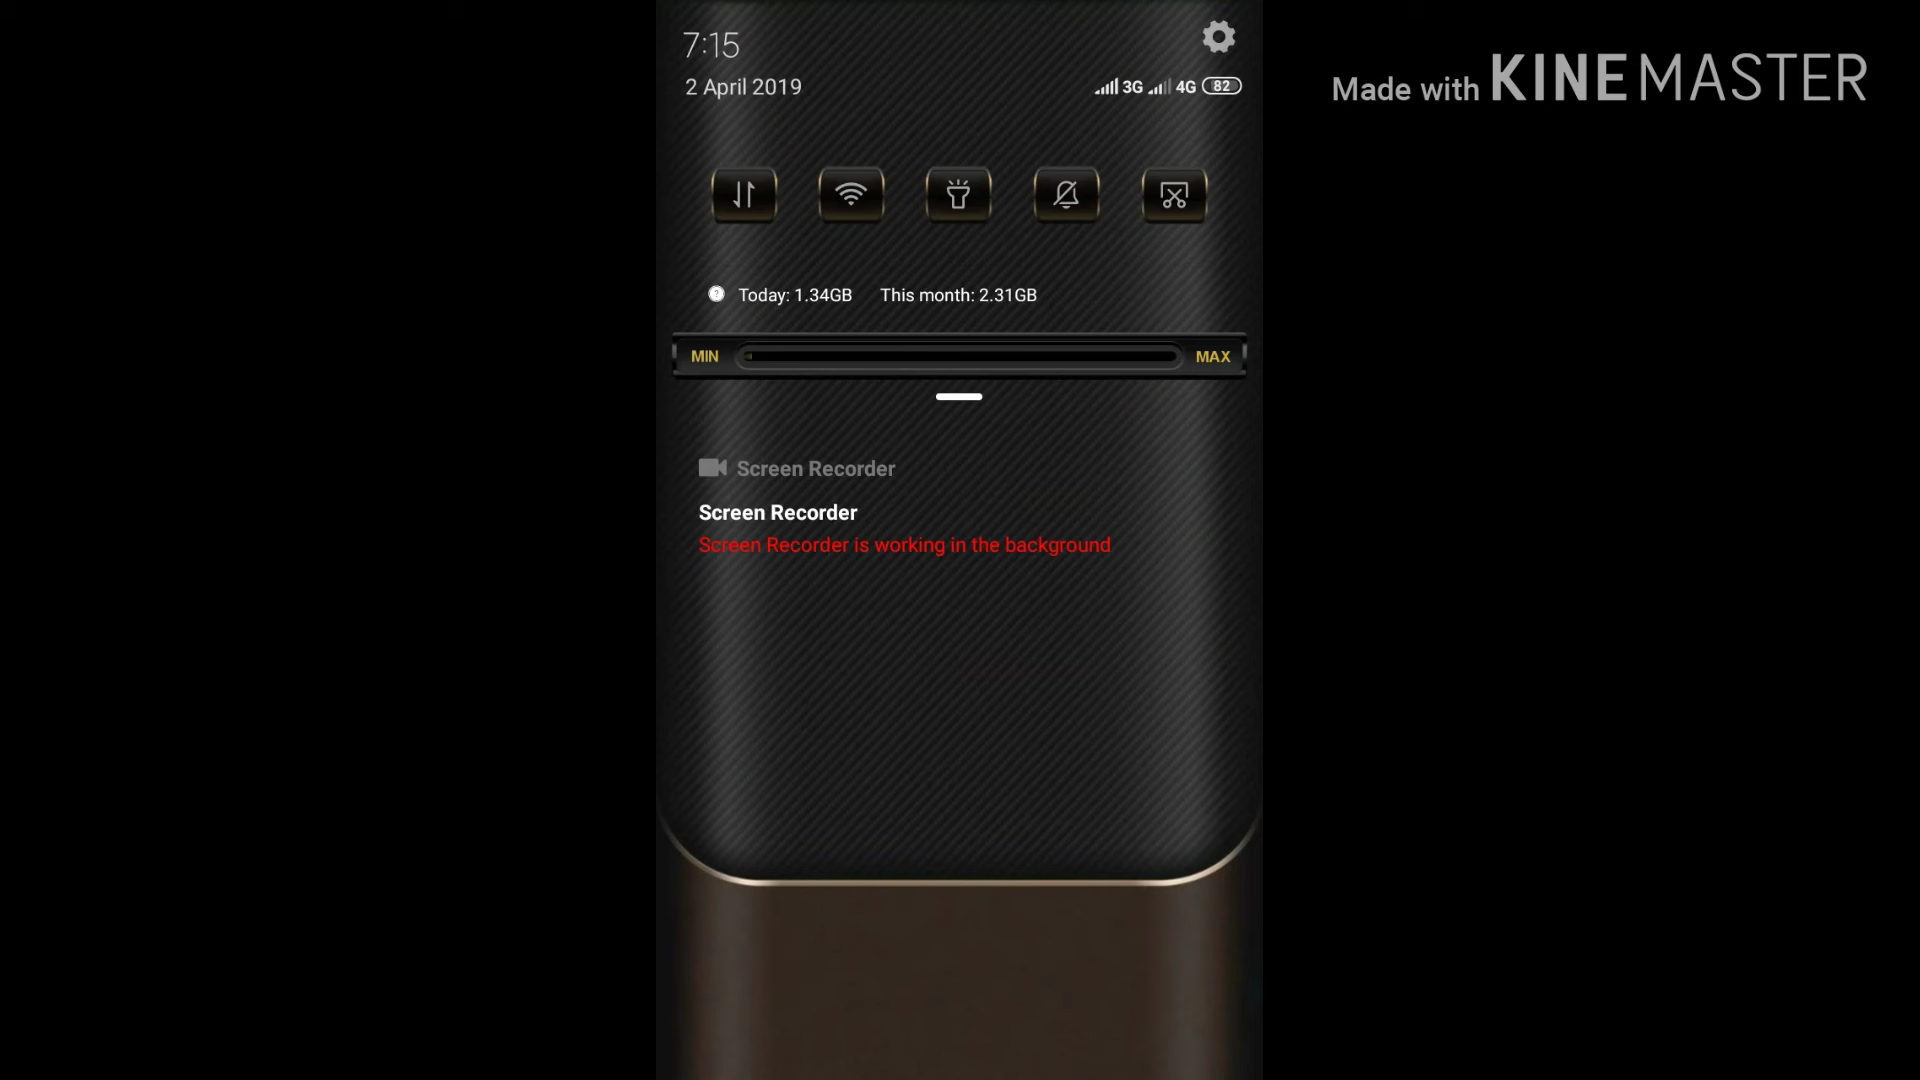 7:15
Made with KINEMASTER
2 April 2019
3G 4G 82
Today: 1.34GB This month: 2.31GB
MIN MAX
Screen Recorder
Screen Recorder
Screen Recorder is working in the background